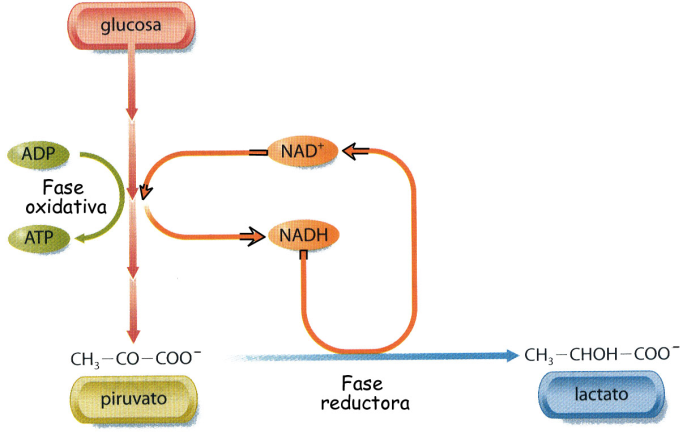 glucosa
ADP
NAD⁺
Fase
oxidativa
ATP
NADH
CH₃–CO–COO⁻
CH₃–CHOH–COO⁻
piruvato
Fase
reductora
lactato